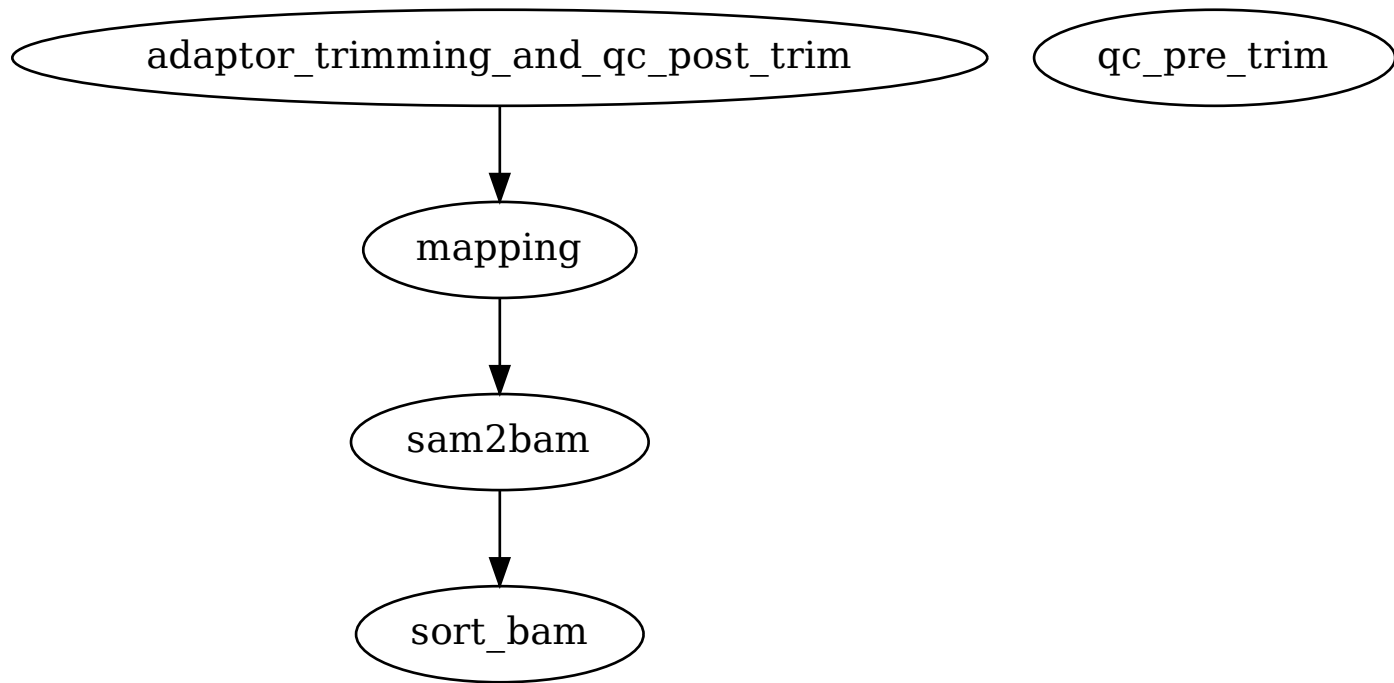 adaptor_trimming_and_qc_post_trim
qc_pre_trim
mapping
sam2bam
sort_bam